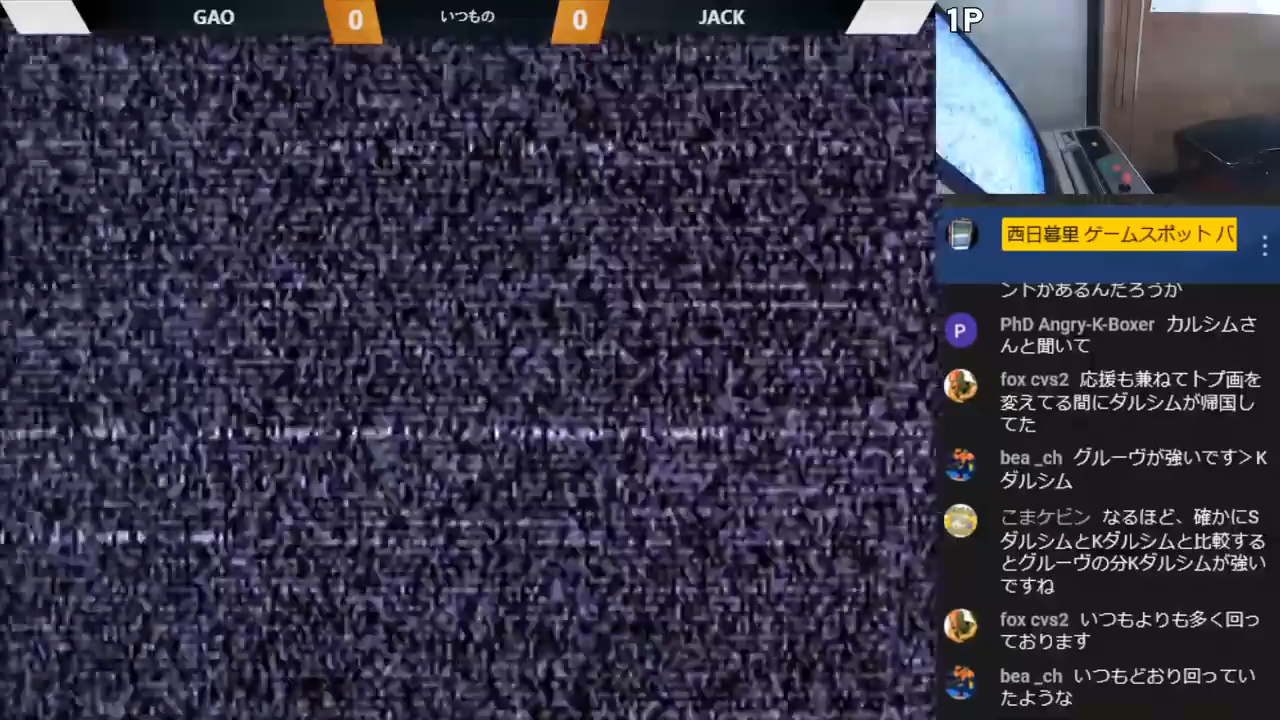 GAO 0 いつもの 0 JACK
1P
西日暮里 ゲームスポット バ
ントがあるんだろうか
P PhD Angry-K-Boxer カルシムさ
んと聞いて
fox cvs2 応援も兼ねてトプ画を
変えてる間にダルシムが帰国し
てた
bea _ch グルーヴが強いです＞K
ダルシム
こまケビン なるほど、確かにS
ダルシムとKダルシムと比較する
とグルーヴの分Kダルシムが強い
ですね
fox cvs2 いつもよりも多く回っ
ております
bea _ch いつもどおり回ってい
たような